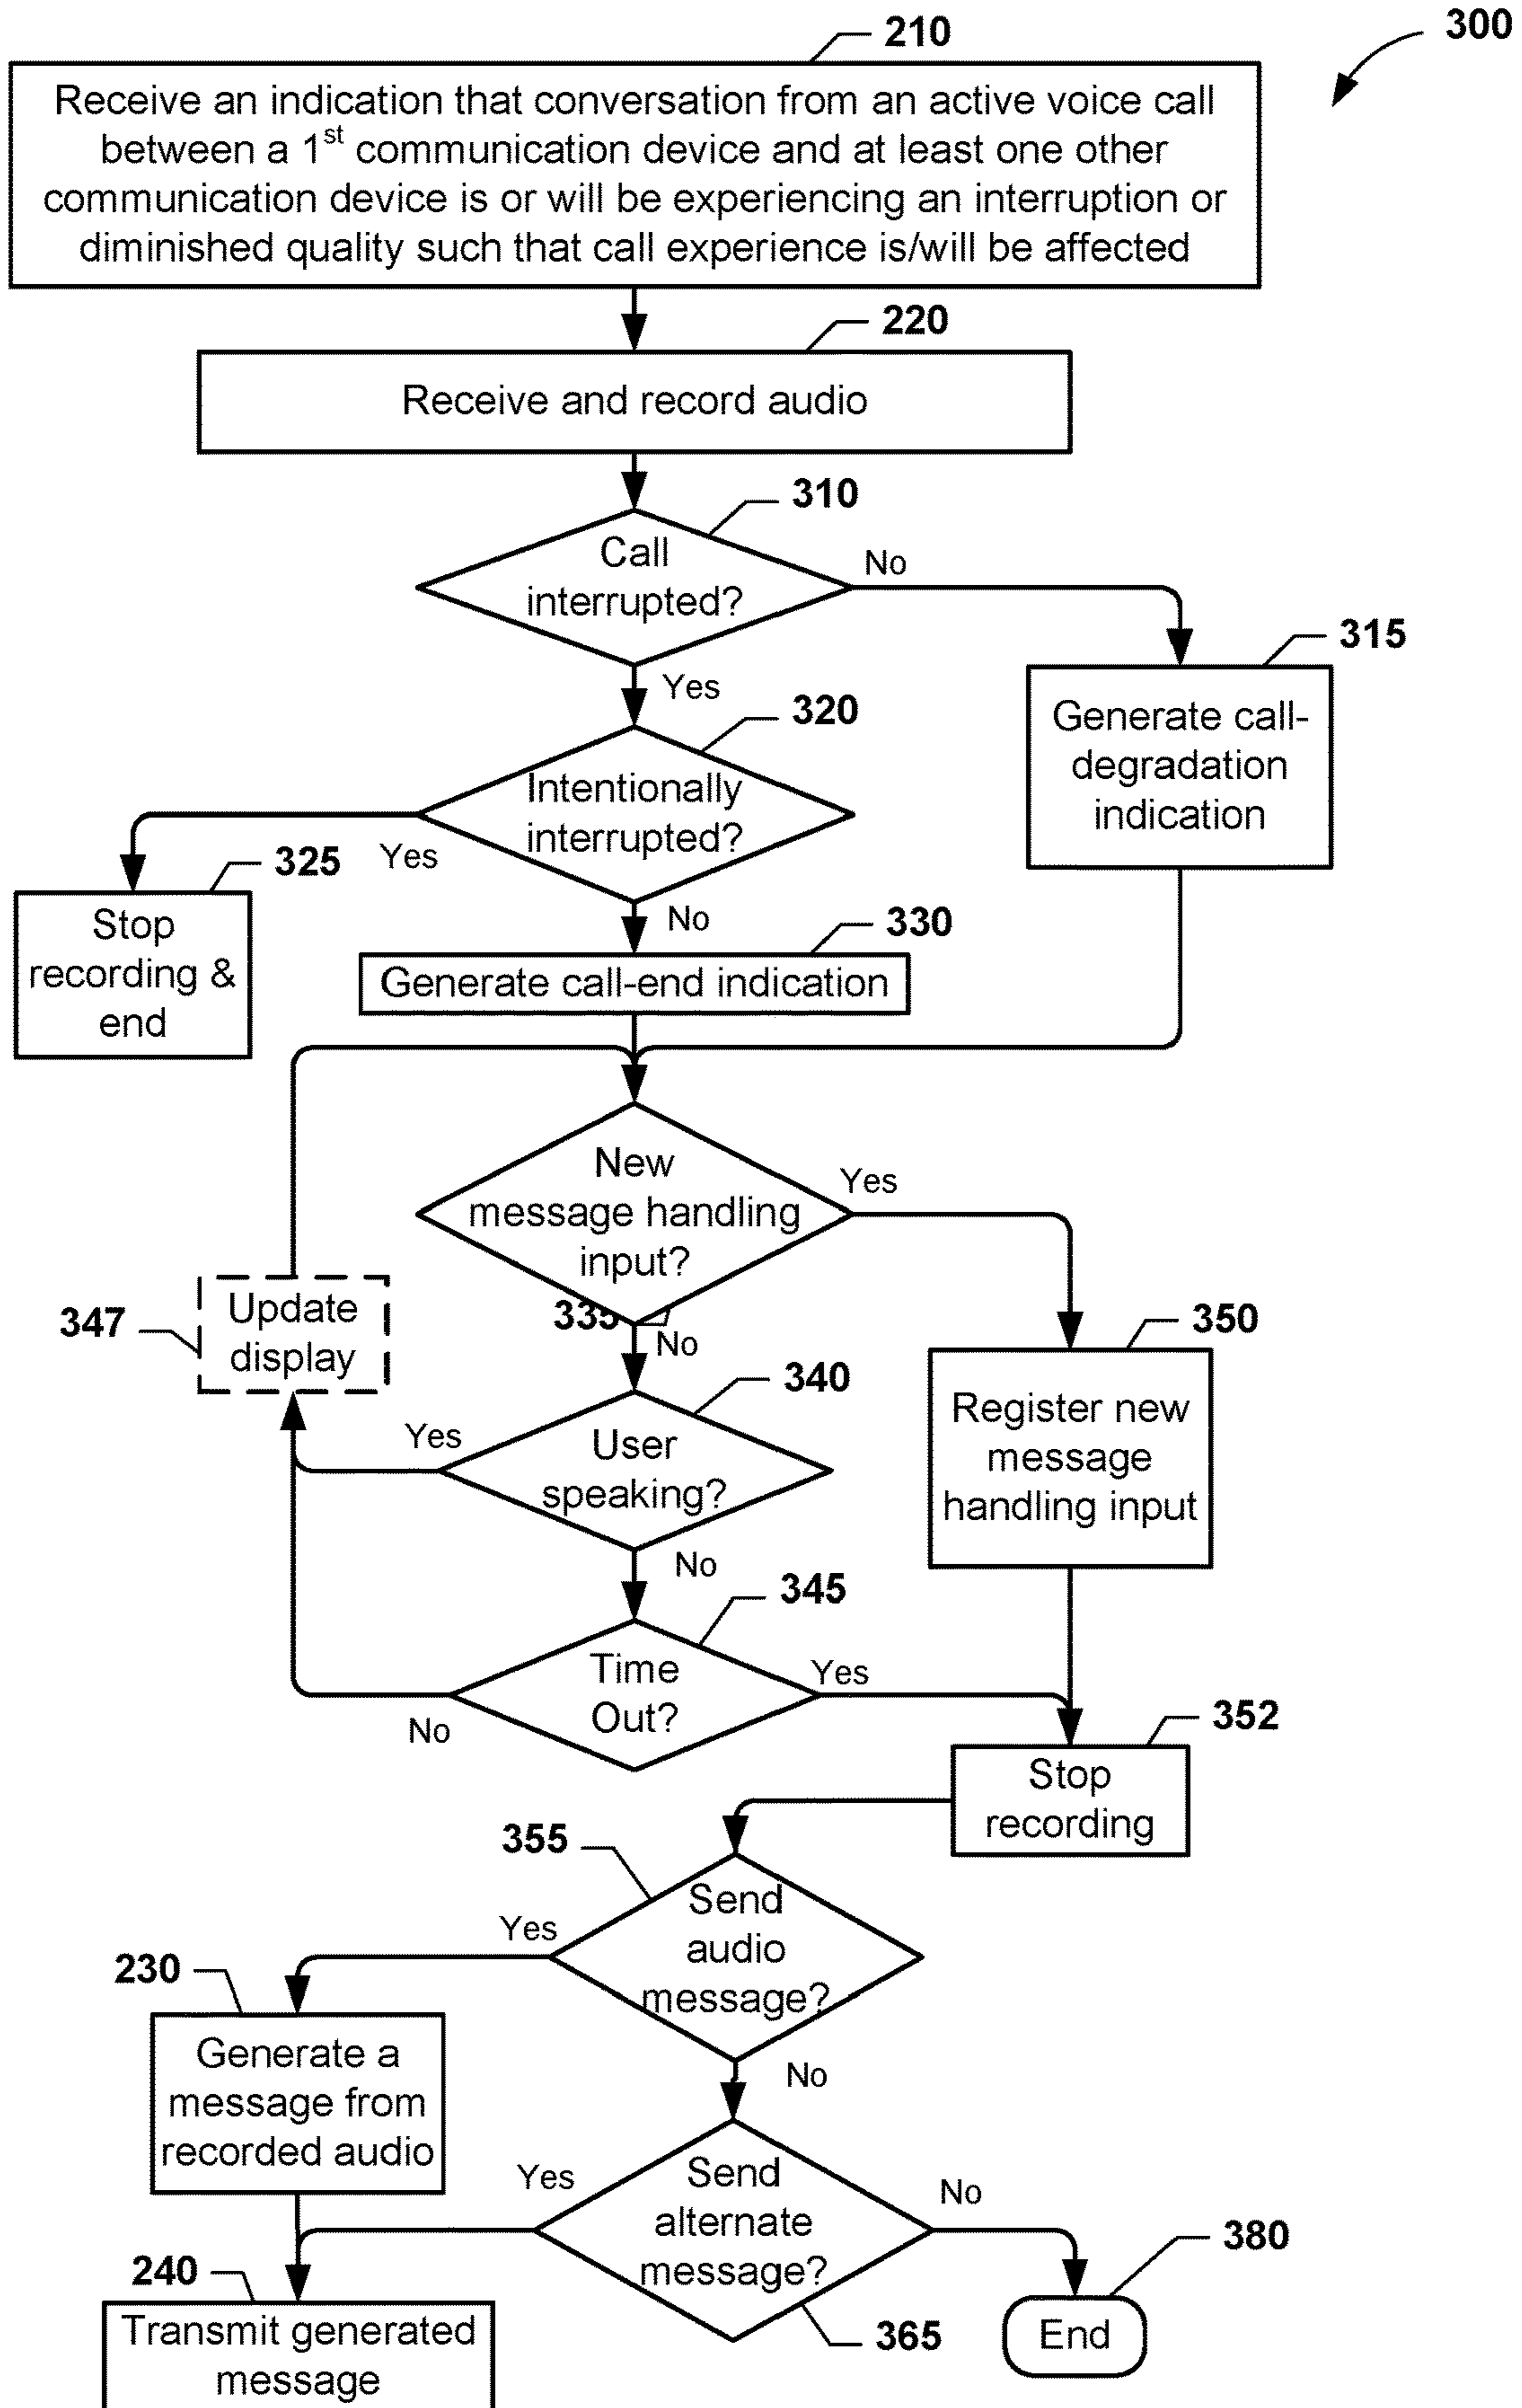 300
210
Receive an indication that conversation from an active voice call
between a 1st communication device and at least one other
communication device is or will be experiencing an interruption or
diminished quality such that call experience is/will be affected
220
Receive and record audio
310
Call
interrupted?
No
Yes
315
Generate call-
degradation
indication
320
Intentionally
interrupted?
Yes
325
Stop
recording &
end
No
330
Generate call-end indication
New
message handling
input?
Yes
335
No
347
Update
display
350
Register new
message
handling input
340
User
speaking?
Yes
No
345
Time
Out?
Yes
No
352
Stop
recording
355
Send
audio
message?
Yes
230
Generate a
message from
recorded audio
No
Send
alternate
message?
Yes
No
365
380
End
240
Transmit generated
message